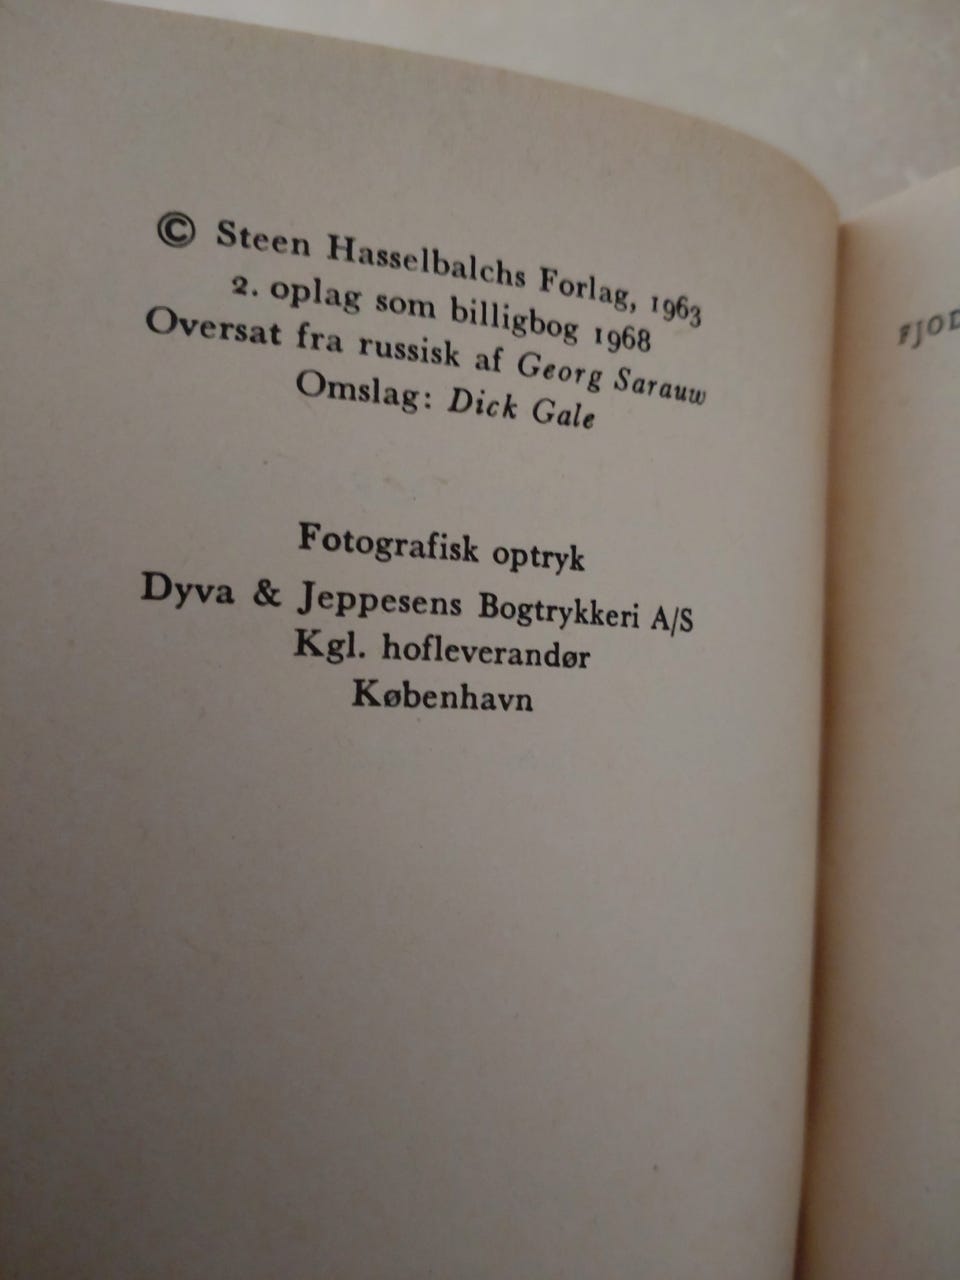 © Steen Hasselbalchs Forlag, 1963
2. oplag som billigbog 1968
Oversat fra russisk af Georg Sarauw
Omslag: Dick Gale
Fotografisk optryk
Dyva & Jeppesens Bogtrykkeri A/S
Kgl. hofleverandør
København